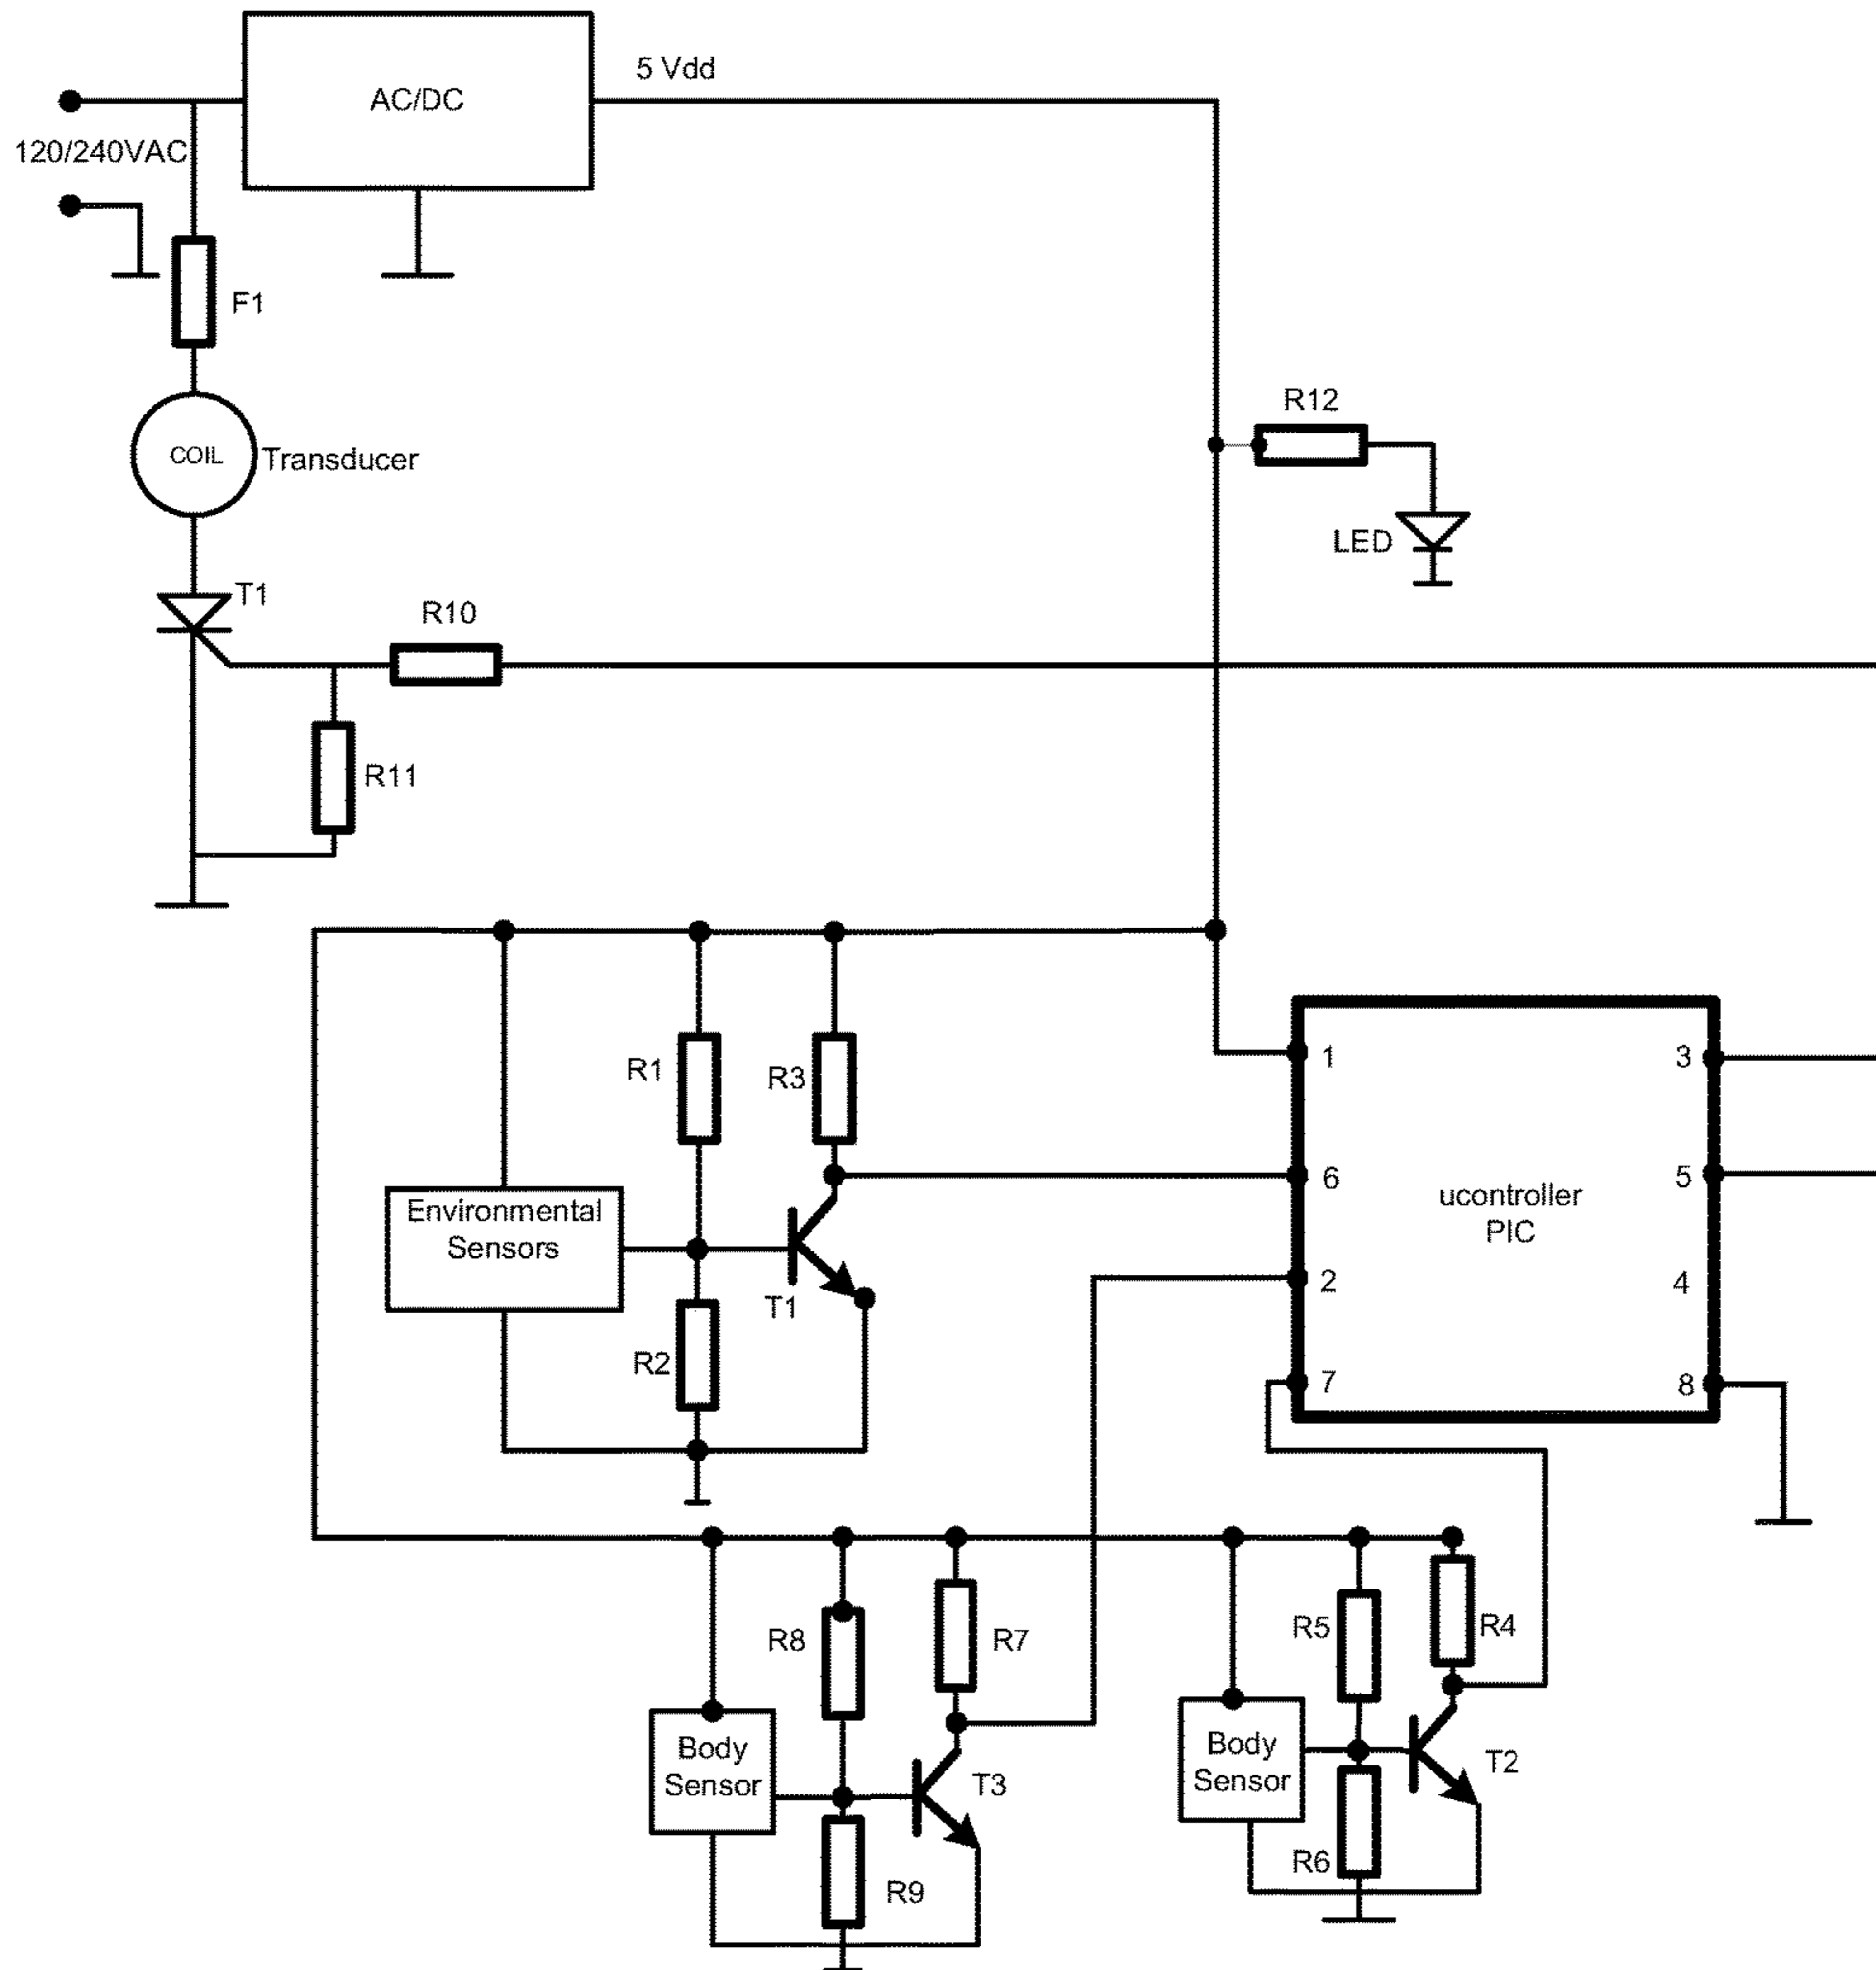 5 Vdd
AC/DC
120/240VAC
F1
R12
COIL
Transducer
LED
T1
R10
R11
R1
R3
1
3
6
5
Environmental
Sensors
ucontroller
PIC
T1
2
4
R2
7
8
R8
R7
R5
R4
Body
Sensor
T3
Body
Sensor
T2
R9
R6